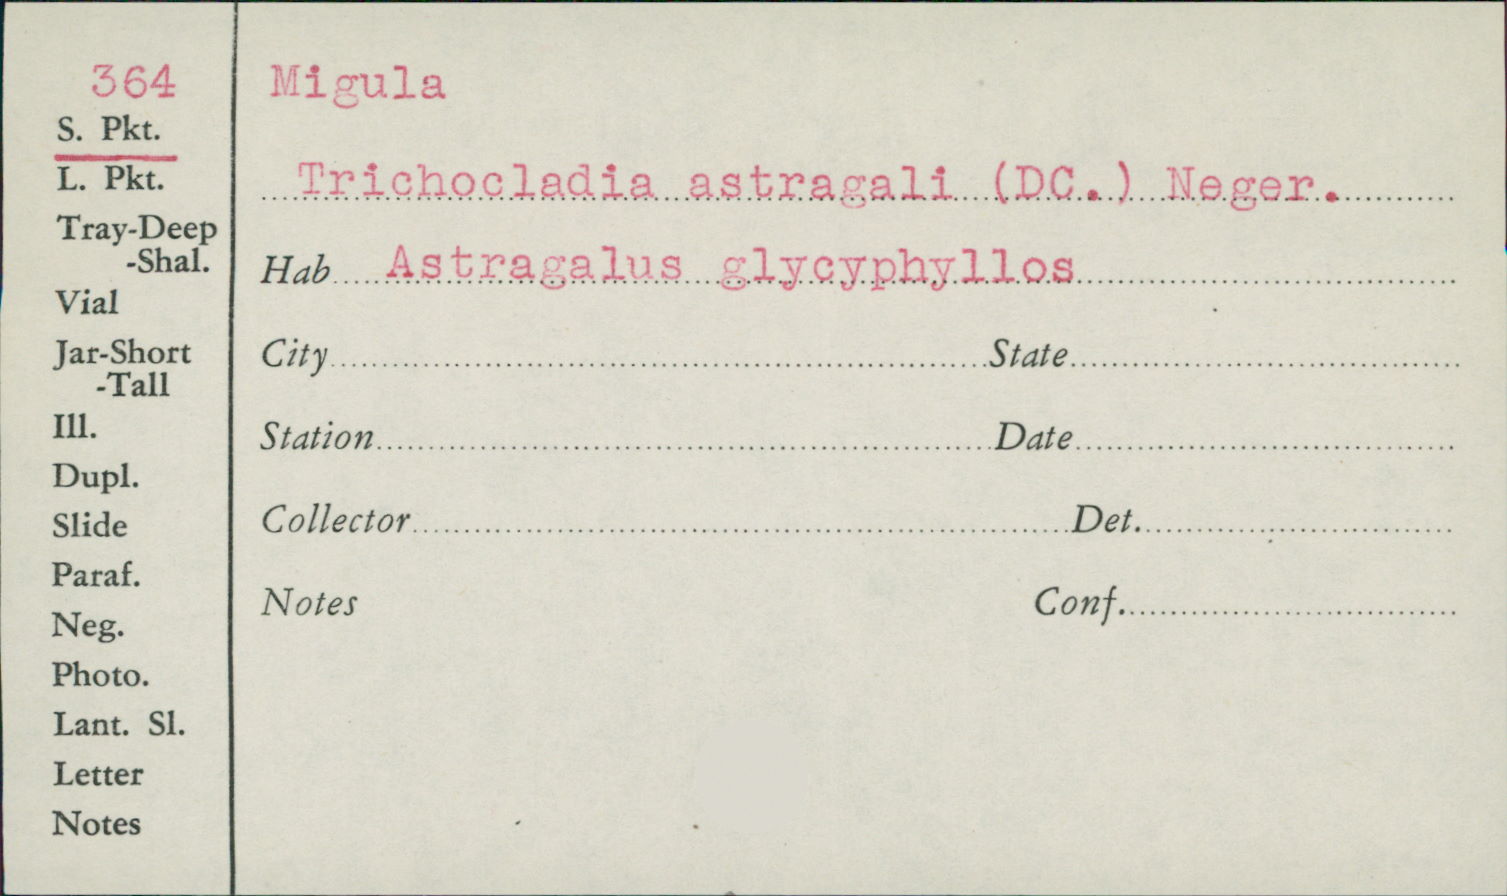 364
S. Pkt.
L. Pkt.
Tray-Deep
-Shal.
Vial
Jar-Short
-Tall
Ill.
Dupl.
Slide
Paraf.
Neg.
Photo.
Lant. Sl.
Letter
Notes
Migula
Trichocladia astragali (DC.) Neger.
Hab Astragalus glycyphyllos
City State
Station Date
Collector Det.
Notes Conf.